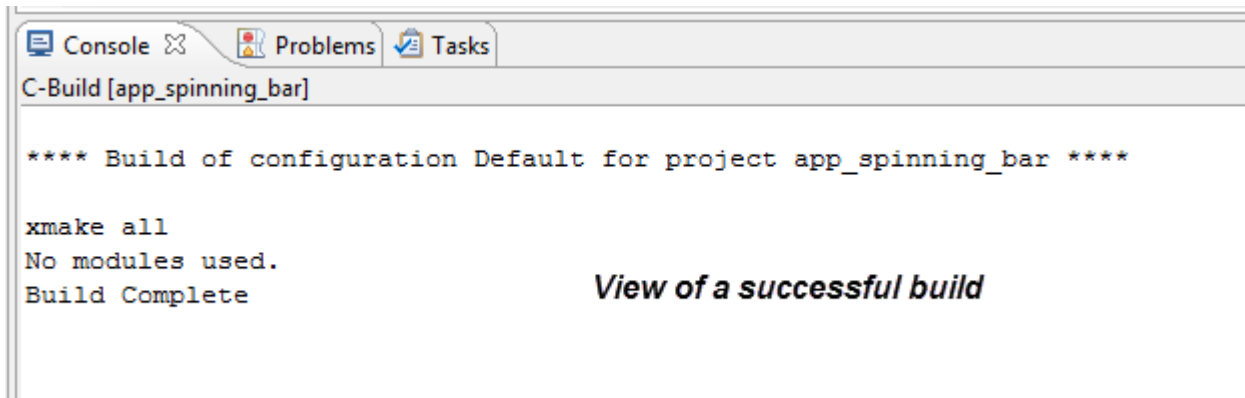 Console Problems Tasks
C-Build [app_spinning_bar]
**** Build of configuration Default for project app_spinning_bar ****
xmake all
No modules used.
Build Complete
View of a successful build